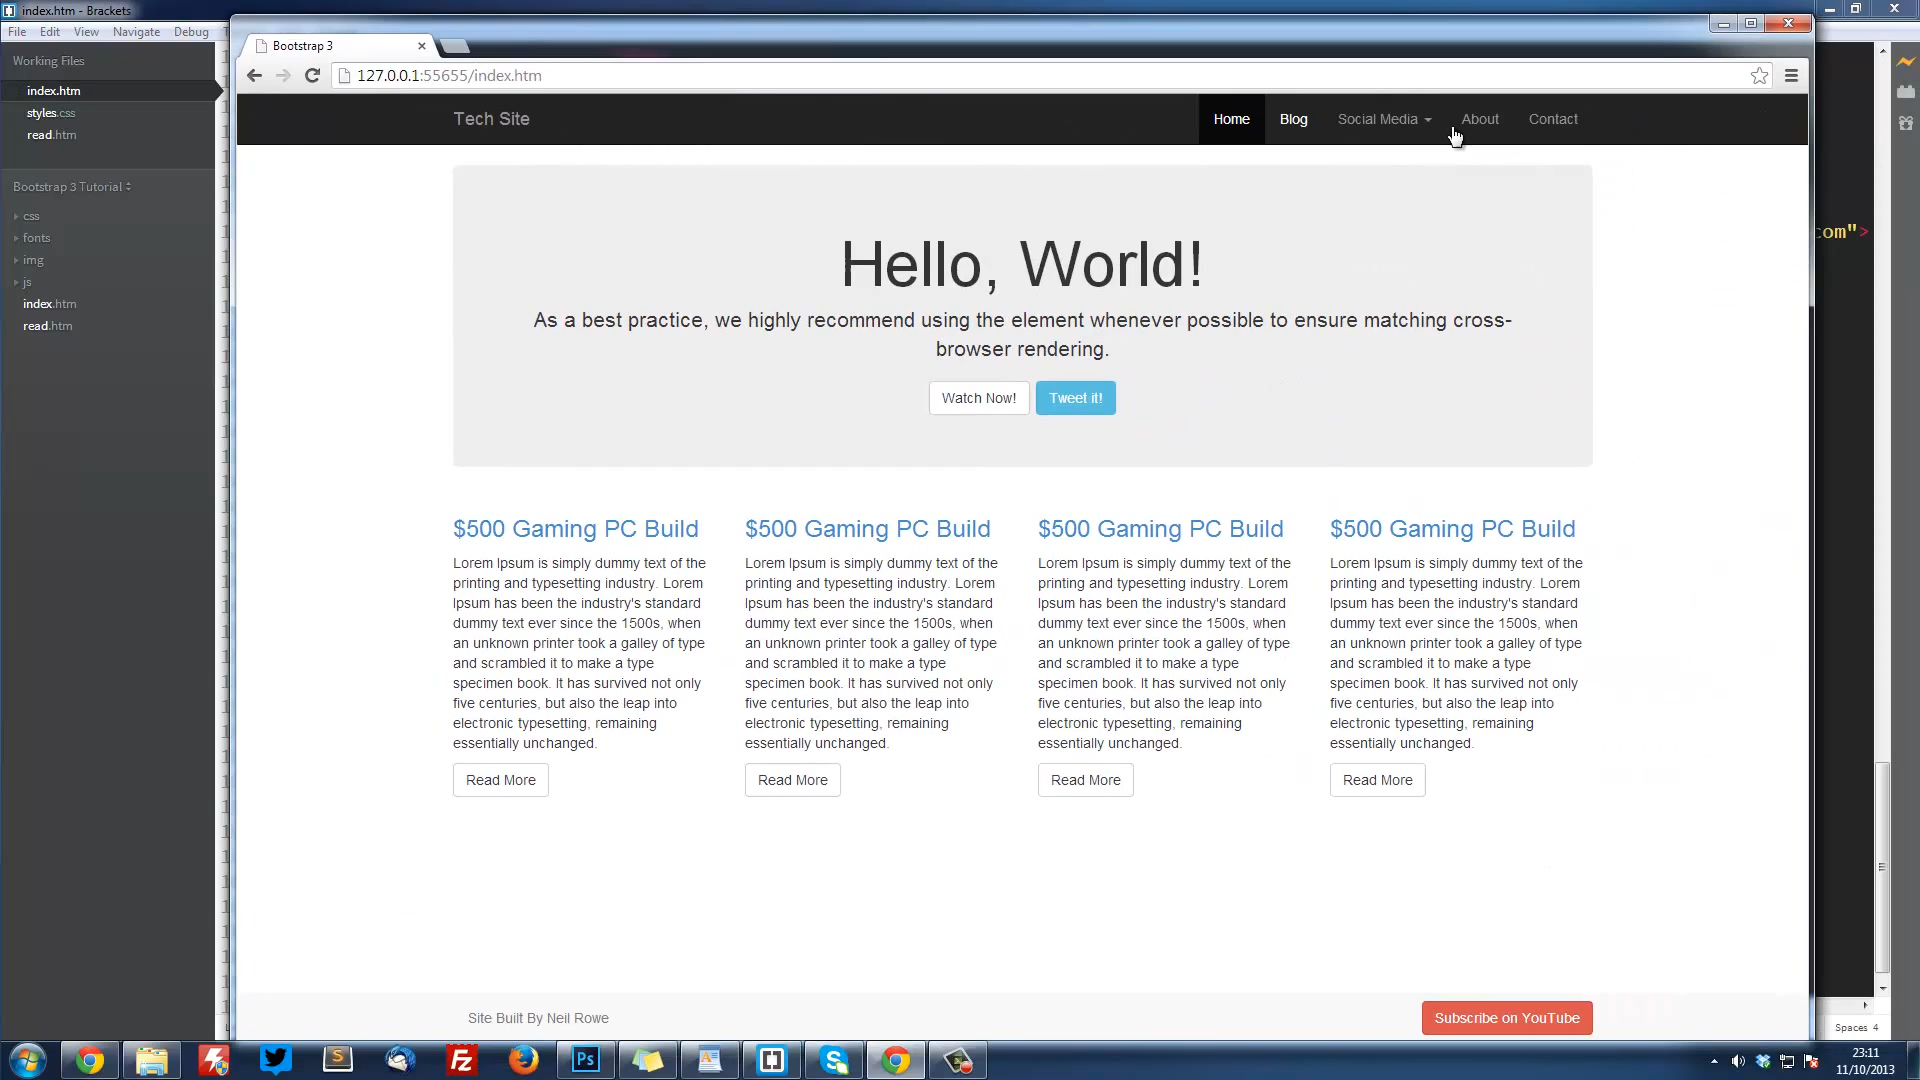 index.htm - Brackets
File Edit View Navigate Debug
Working Files
index.htm
styles.css
read.htm
Bootstrap 3 Tutorial
css
fonts
img
js
index.htm
read.htm
Bootstrap 3
127.0.0.1:55655/index.htm
Tech Site
Home Blog Social Media About Contact
Hello, World!
As a best practice, we highly recommend using the element whenever possible to ensure matching cross-
browser rendering.
Watch Now! Tweet it!
$500 Gaming PC Build
Lorem Ipsum is simply dummy text of the
printing and typesetting industry. Lorem
Ipsum has been the industry's standard
dummy text ever since the 1500s, when
an unknown printer took a galley of type
and scrambled it to make a type
specimen book. It has survived not only
five centuries, but also the leap into
electronic typesetting, remaining
essentially unchanged.
Read More
$500 Gaming PC Build
Lorem Ipsum is simply dummy text of the
printing and typesetting industry. Lorem
Ipsum has been the industry's standard
dummy text ever since the 1500s, when
an unknown printer took a galley of type
and scrambled it to make a type
specimen book. It has survived not only
five centuries, but also the leap into
electronic typesetting, remaining
essentially unchanged.
Read More
$500 Gaming PC Build
Lorem Ipsum is simply dummy text of the
printing and typesetting industry. Lorem
Ipsum has been the industry's standard
dummy text ever since the 1500s, when
an unknown printer took a galley of type
and scrambled it to make a type
specimen book. It has survived not only
five centuries, but also the leap into
electronic typesetting, remaining
essentially unchanged.
Read More
$500 Gaming PC Build
Lorem Ipsum is simply dummy text of the
printing and typesetting industry. Lorem
Ipsum has been the industry's standard
dummy text ever since the 1500s, when
an unknown printer took a galley of type
and scrambled it to make a type
specimen book. It has survived not only
five centuries, but also the leap into
electronic typesetting, remaining
essentially unchanged.
Read More
Site Built By Neil Rowe
Subscribe on YouTube
com">
Spaces 4
Ps
S
Fz
23:11
11/10/2013